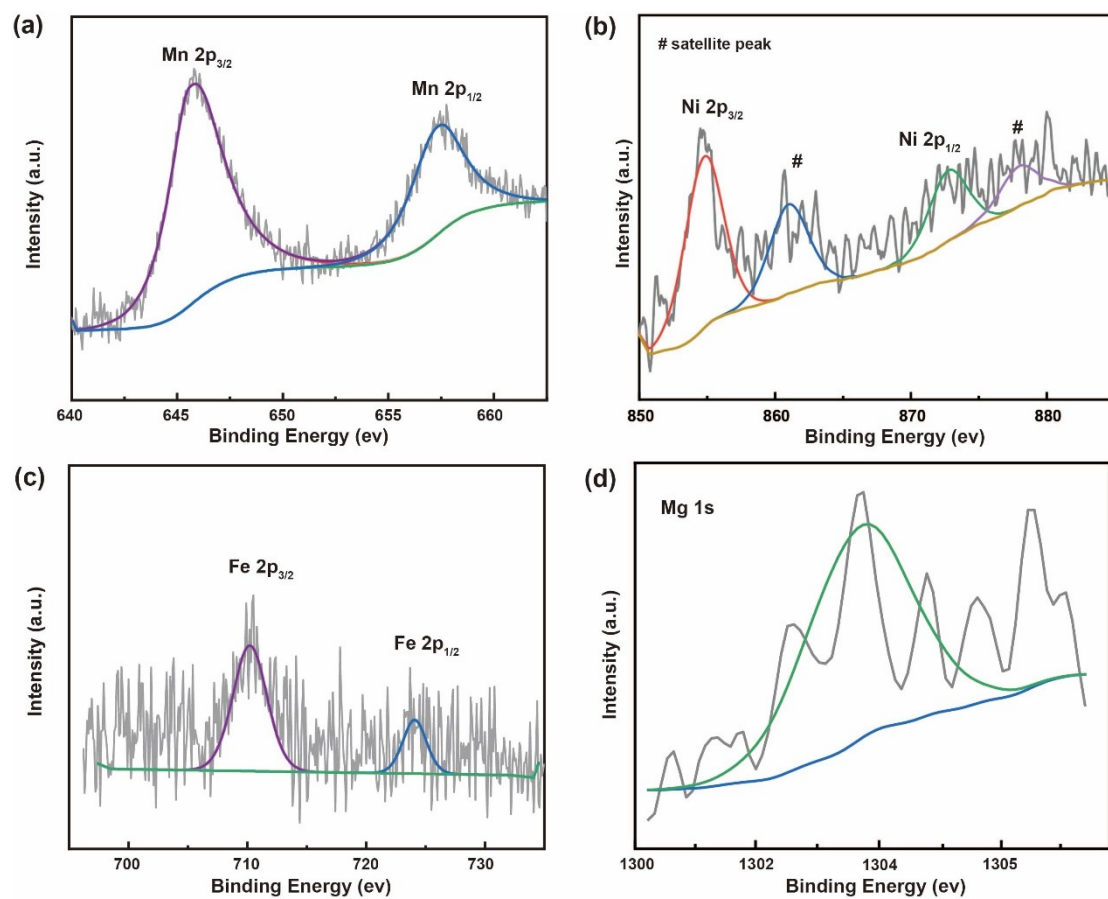 (a)
Mn 2p3/2
Mn 2p1/2
Intensity (a.u.)
640 645 650 655 660
Binding Energy (ev)
(b)
# satellite peak
Ni 2p3/2
#
Ni 2p1/2
#
Intensity (a.u.)
850 860 870 880
Binding Energy (ev)
(c)
Fe 2p3/2
Fe 2p1/2
Intensity (a.u.)
700 710 720 730
Binding Energy (ev)
(d)
Mg 1s
Intensity (a.u.)
1300 1302 1304 1305
Binding Energy (ev)